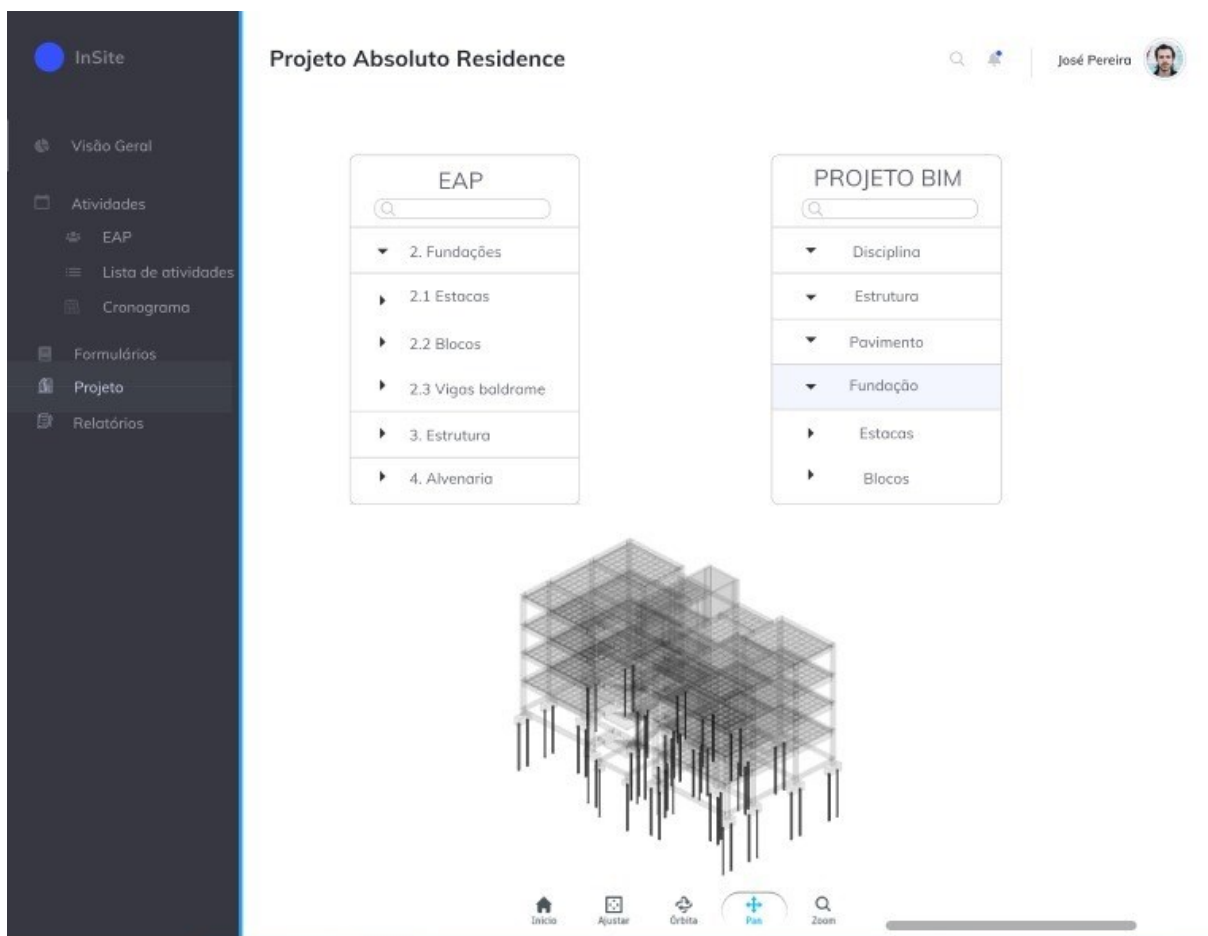 InSite
Projeto Absoluto Residence
José Pereira
Visão Geral
Atividades
EAP
Lista de atividades
Cronograma
Formulários
Projeto
Relatórios
EAP
2. Fundações
2.1 Estacas
2.2 Blocos
2.3 Vigas baldrame
3. Estrutura
4. Alvenaria
PROJETO BIM
Disciplina
Estrutura
Pavimento
Fundação
Estacas
Blocos
Início
Ajustar
Órbita
Pan
Zoom